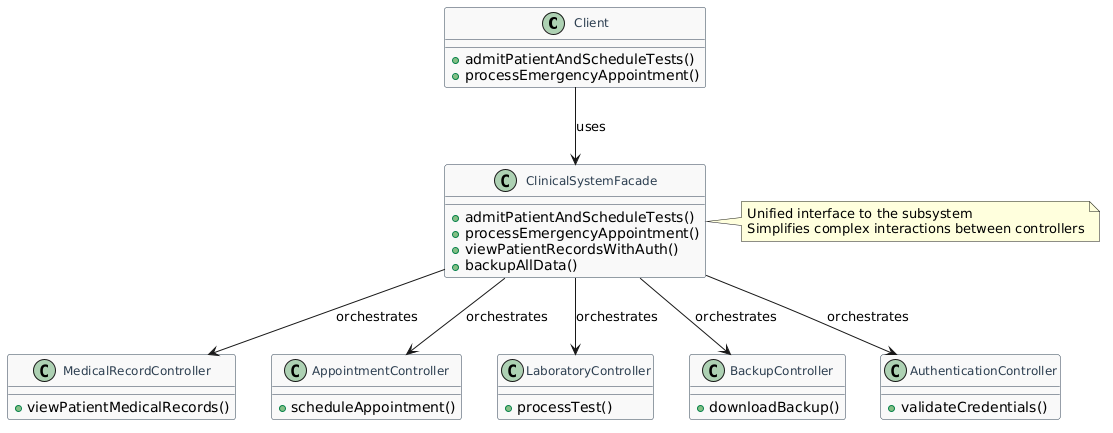 C Client
admitPatientAndScheduleTests()
processEmergencyAppointment()
uses
C ClinicalSystemFacade
admitPatientAndScheduleTests()
processEmergencyAppointment()
viewPatientRecordsWithAuth()
backupAllData()
Unified interface to the subsystem
Simplifies complex interactions between controllers
orchestrates
orchestrates
orchestrates
orchestrates
orchestrates
C MedicalRecordController
viewPatientMedicalRecords()
C AppointmentController
scheduleAppointment()
C LaboratoryController
processTest()
C BackupController
downloadBackup()
C AuthenticationController
validateCredentials()